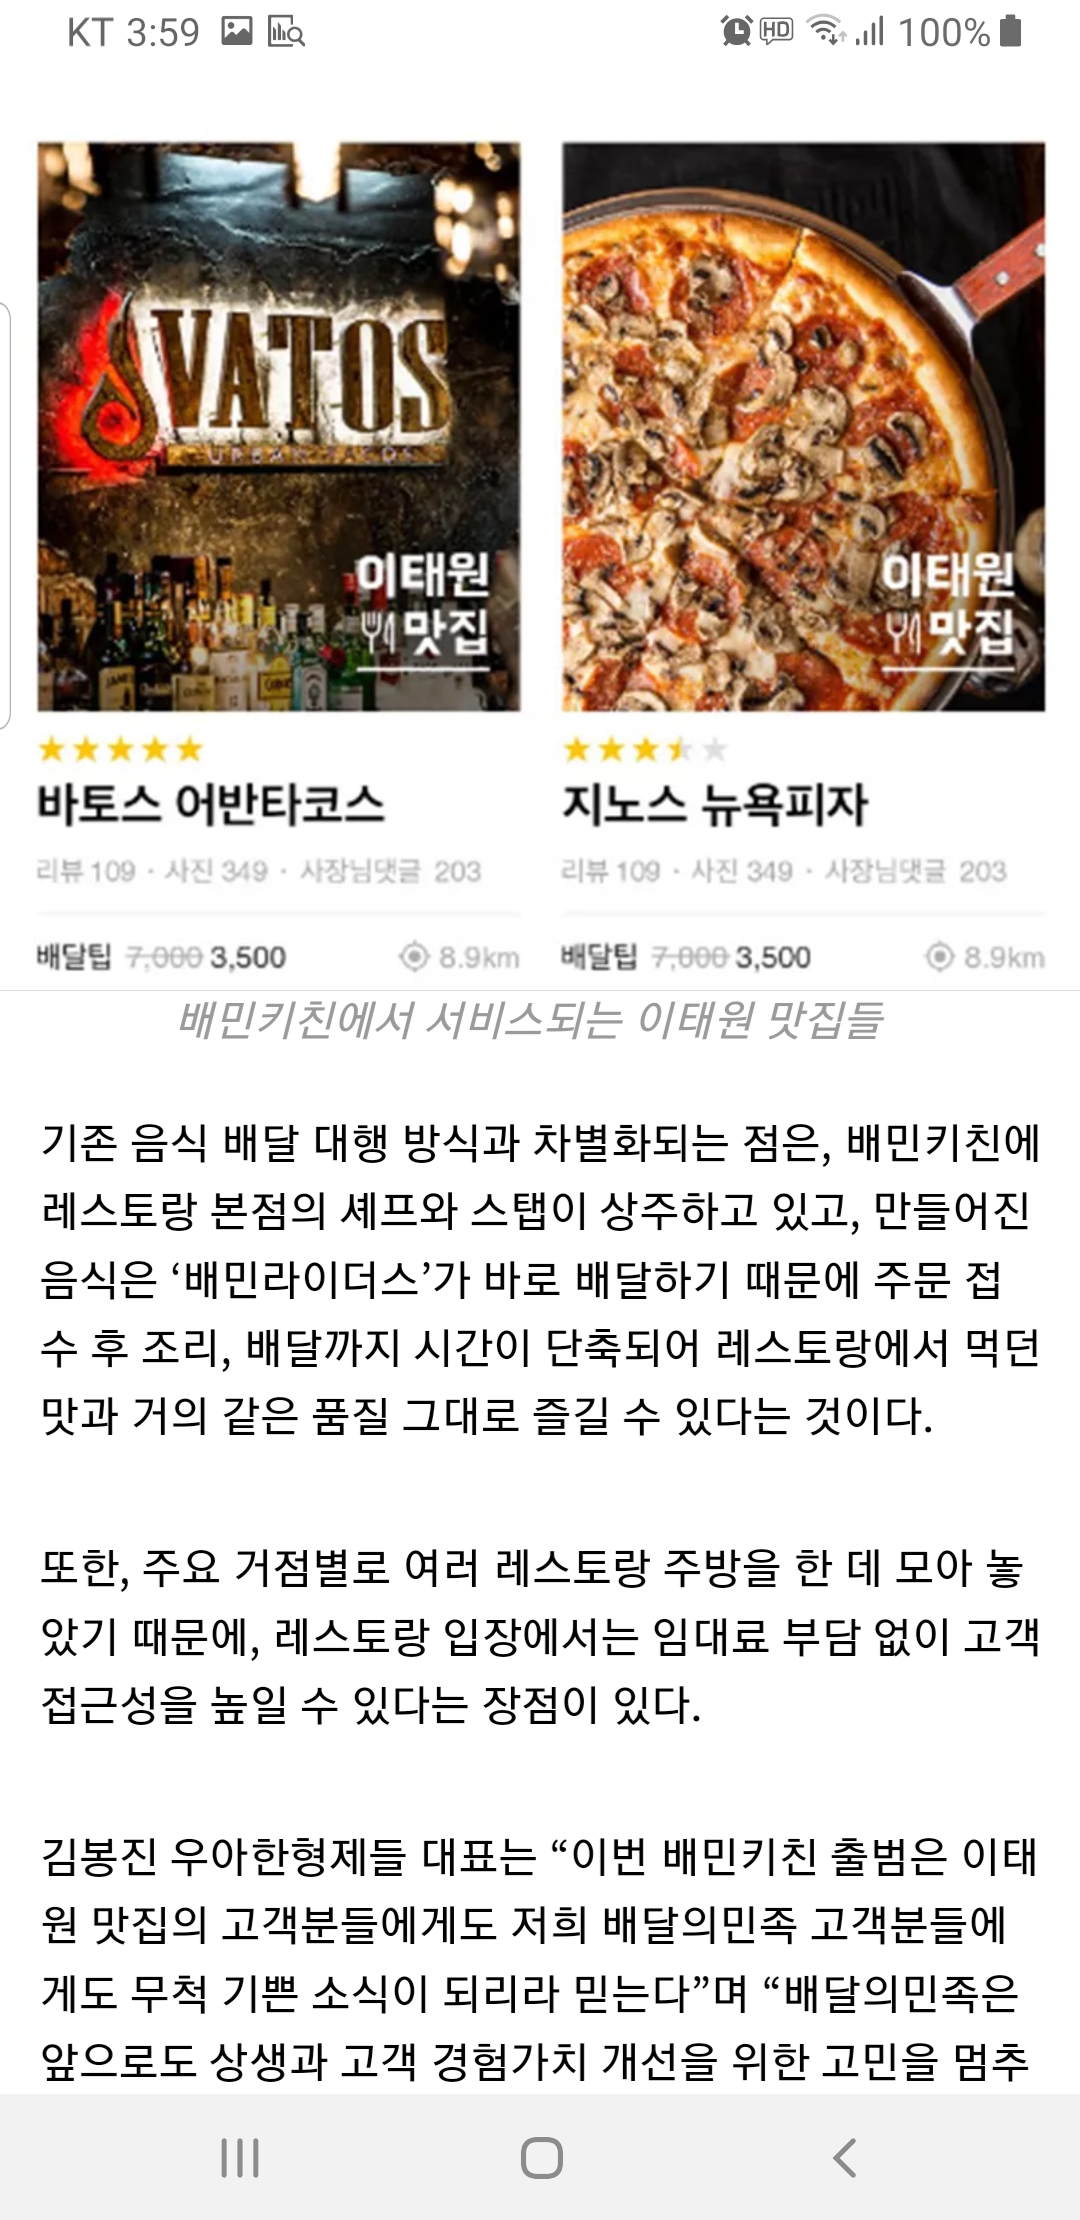 KT 3:59 HD 100%
VATOS
URBAN TACOS
이태원
맛집
이태원
맛집
바토스 어반타코스
지노스 뉴욕피자
리뷰 109 · 사진 349 · 사장님댓글 203
리뷰 109 · 사진 349 · 사장님댓글 203
배달팁 7,000 3,500 8.9km
배달팁 7,000 3,500 8.9km
배민키친에서 서비스되는 이태원 맛집들
기존 음식 배달 대행 방식과 차별화되는 점은, 배민키친에
레스토랑 본점의 셰프와 스탭이 상주하고 있고, 만들어진
음식은 ‘배민라이더스’가 바로 배달하기 때문에 주문 접
수 후 조리, 배달까지 시간이 단축되어 레스토랑에서 먹던
맛과 거의 같은 품질 그대로 즐길 수 있다는 것이다.
또한, 주요 거점별로 여러 레스토랑 주방을 한 데 모아 놓
았기 때문에, 레스토랑 입장에서는 임대료 부담 없이 고객
접근성을 높일 수 있다는 장점이 있다.
김봉진 우아한형제들 대표는 “이번 배민키친 출범은 이태
원 맛집의 고객분들에게도 저희 배달의민족 고객분들에
게도 무척 기쁜 소식이 되리라 믿는다”며 “배달의민족은
앞으로도 상생과 고객 경험가치 개선을 위한 고민을 멈추